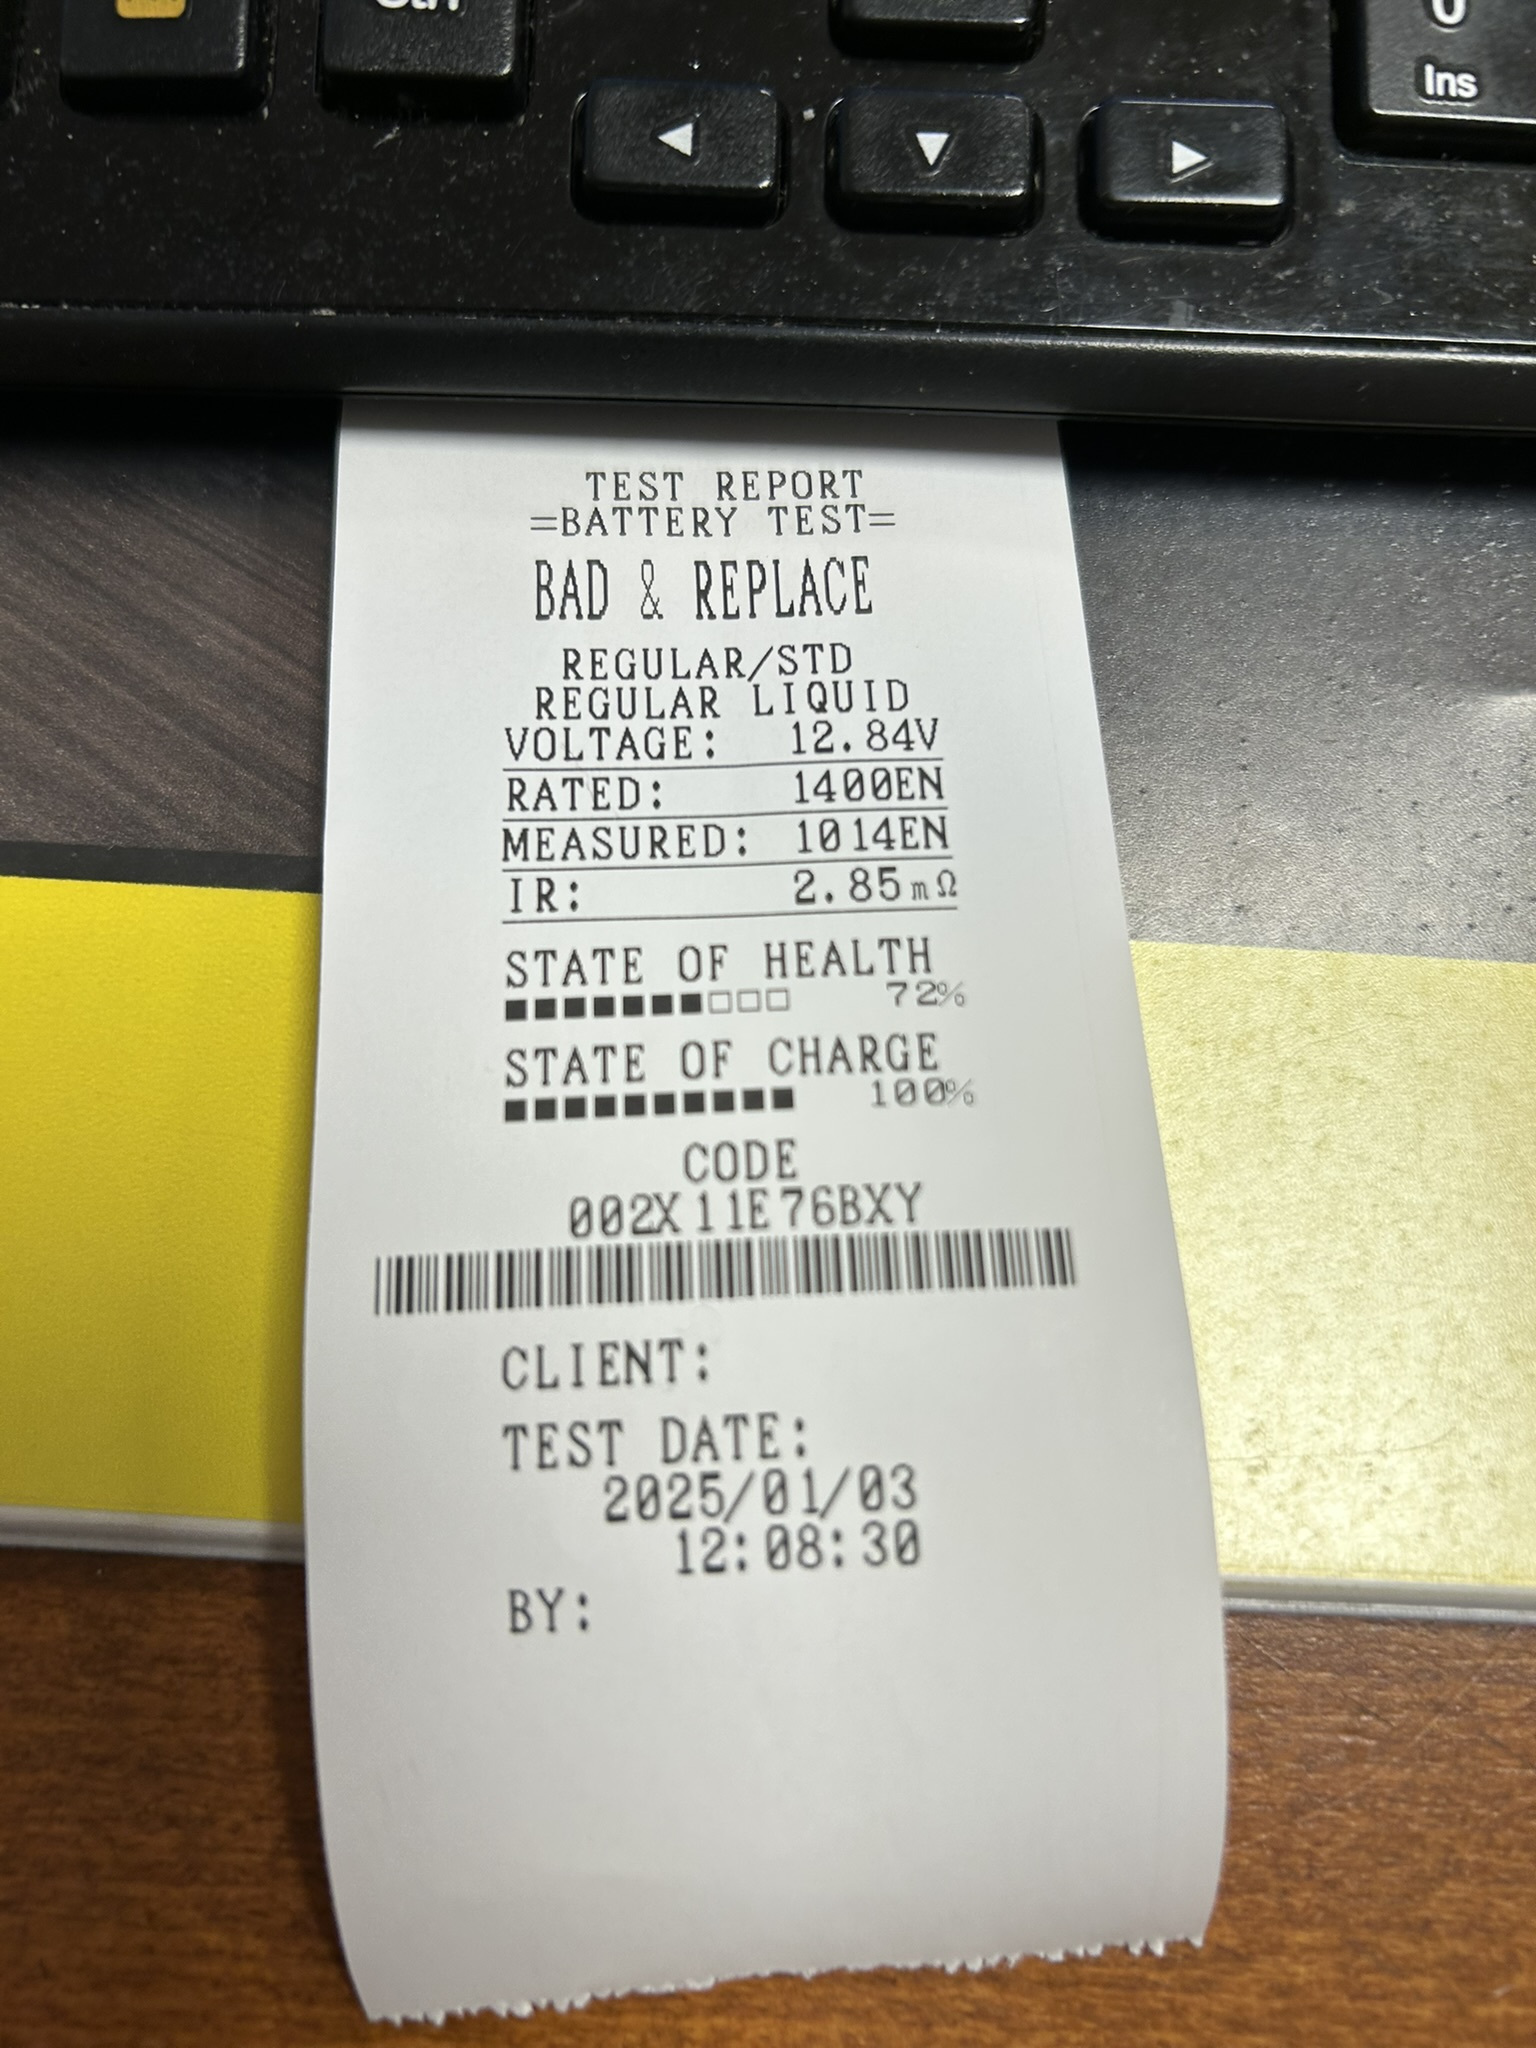 Ctrl
0
Ins
TEST REPORT
=BATTERY TEST=
BAD & REPLACE
REGULAR/STD
REGULAR LIQUID
VOLTAGE: 12.84V
RATED: 1400EN
MEASURED: 1014EN
IR: 2.85mΩ
STATE OF HEALTH
72%
STATE OF CHARGE
100%
CODE
002X11E76BXY
CLIENT:
TEST DATE:
2025/01/03
12:08:30
BY: